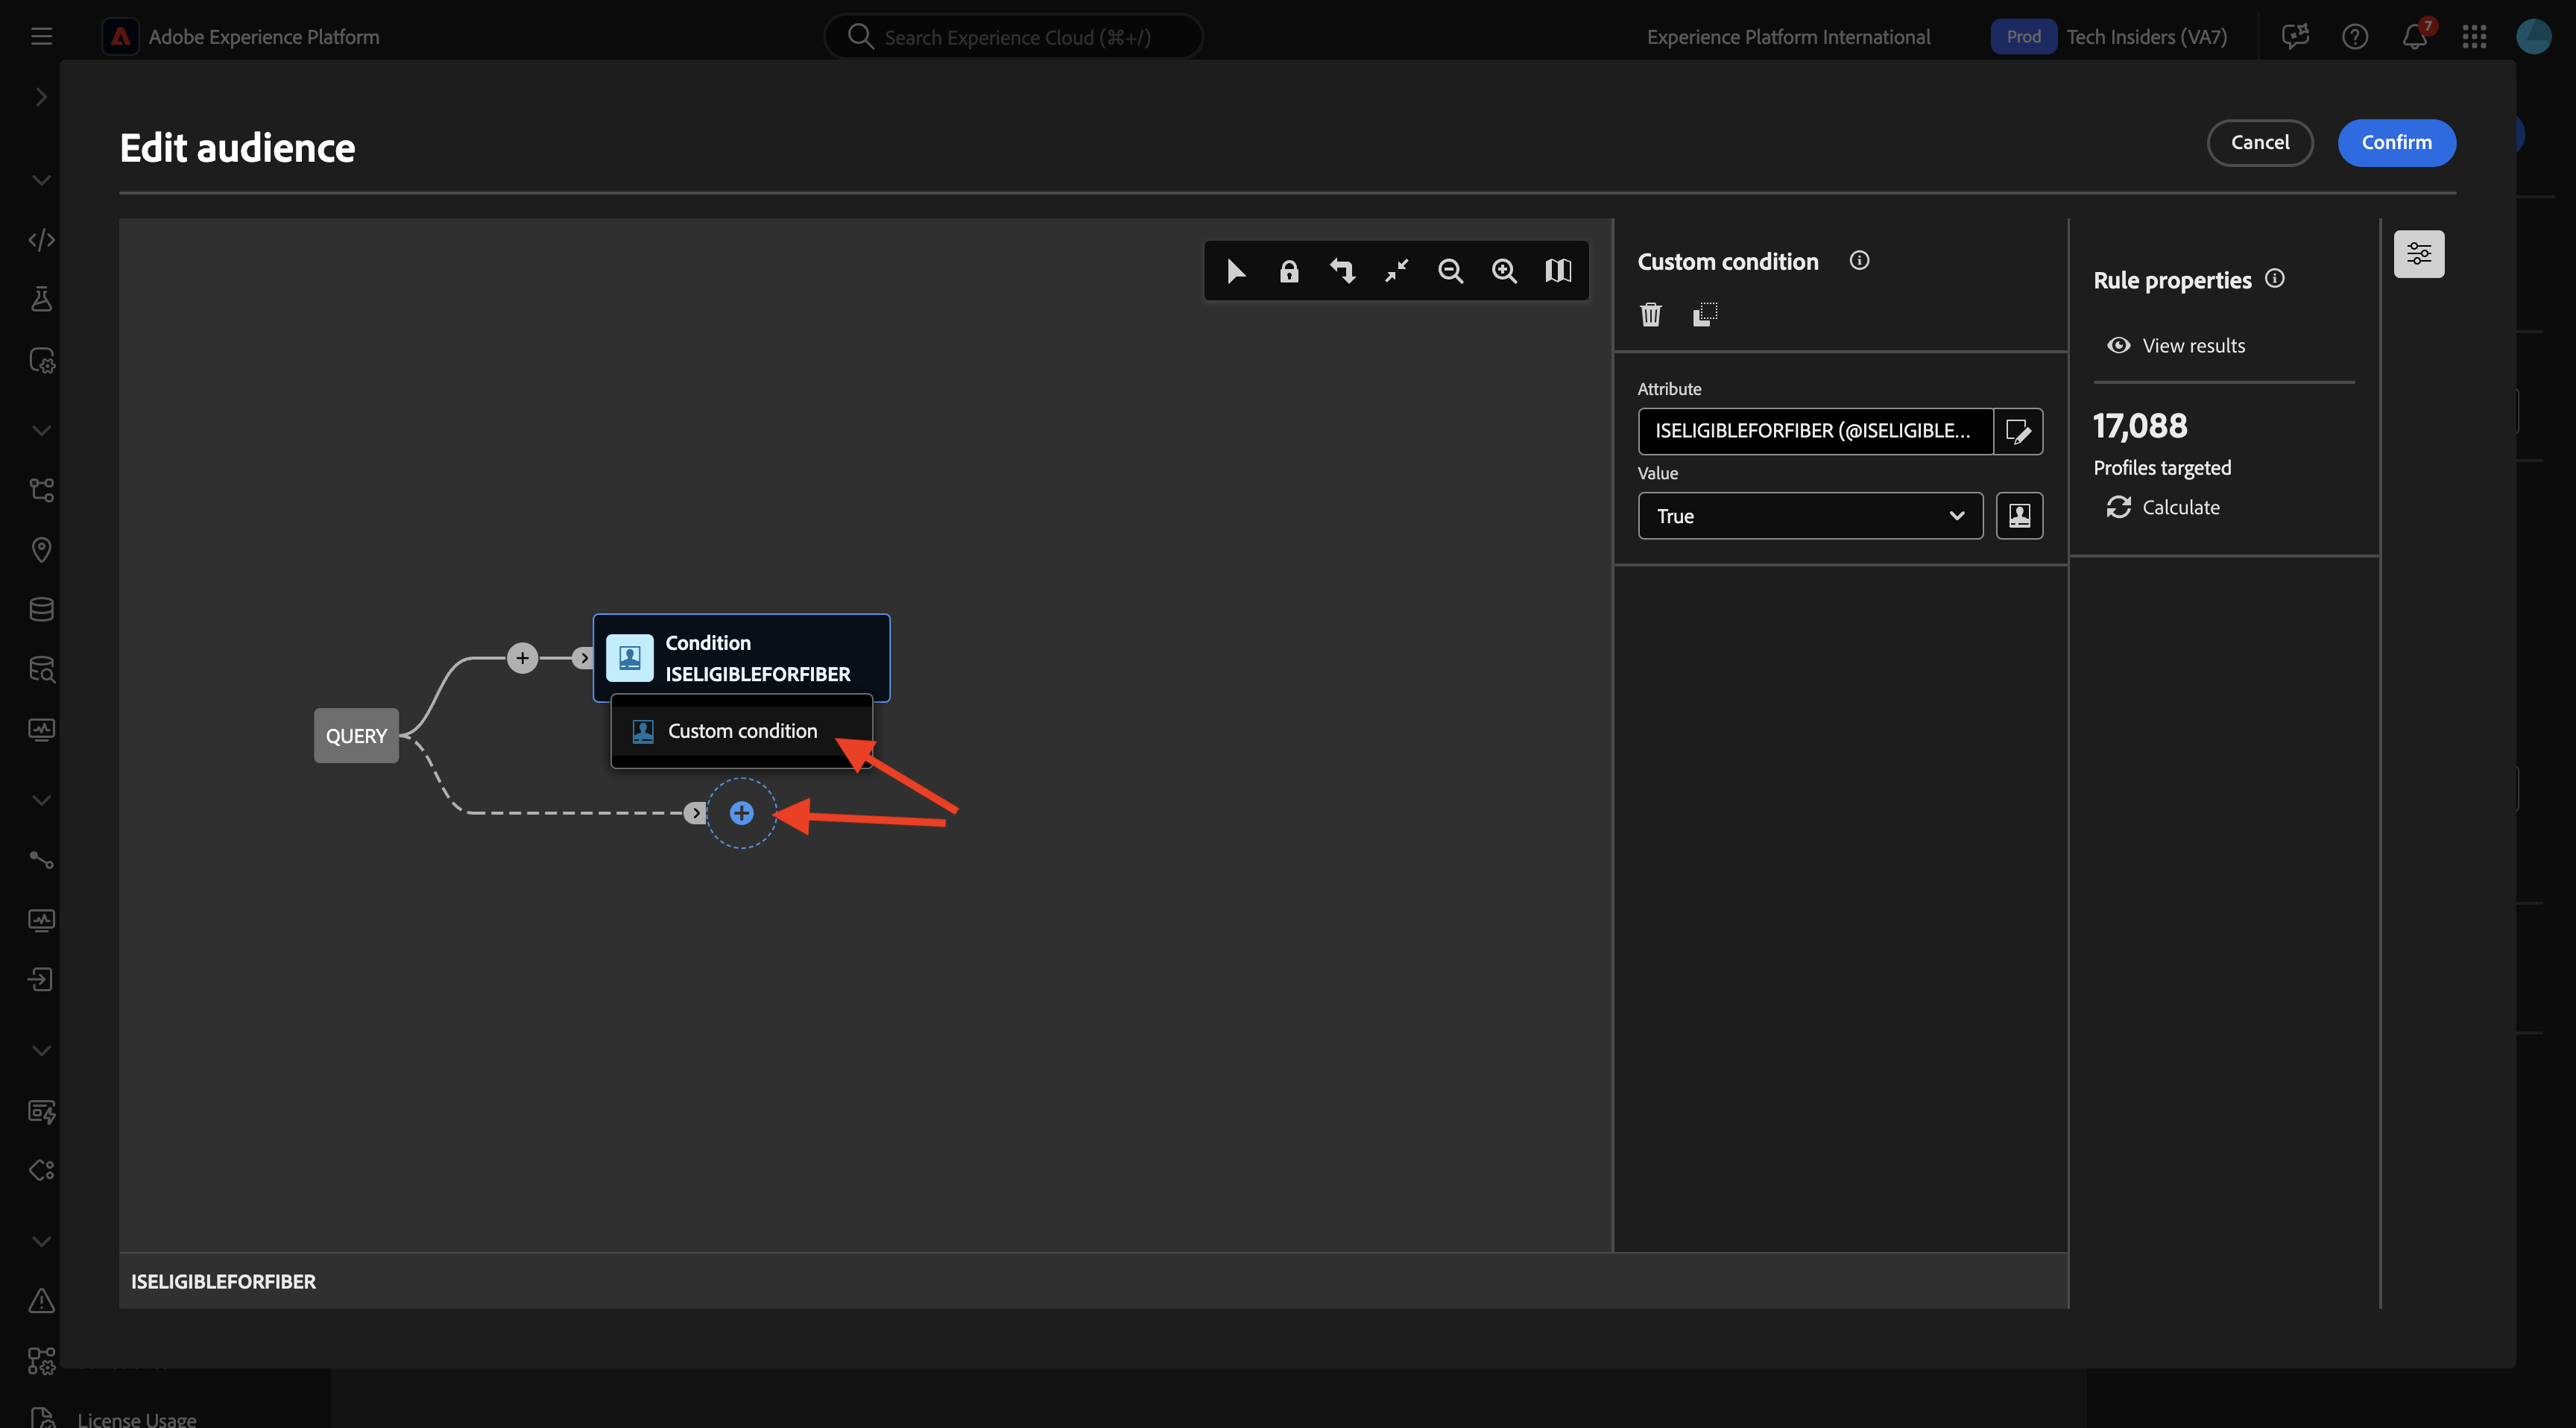 Adobe Experience Platform
Search Experience Cloud (⌘+/)
Experience Platform International
Prod
Tech Insiders (VA7)
7
Edit audience
Cancel
Confirm
Custom condition
Rule properties
View results
Attribute
ISELIGIBLEFORFIBER (@ISELIGIBLE...
17,088
Value
Profiles targeted
True
Calculate
Condition
ISELIGIBLEFORFIBER
QUERY
Custom condition
ISELIGIBLEFORFIBER
License Usage